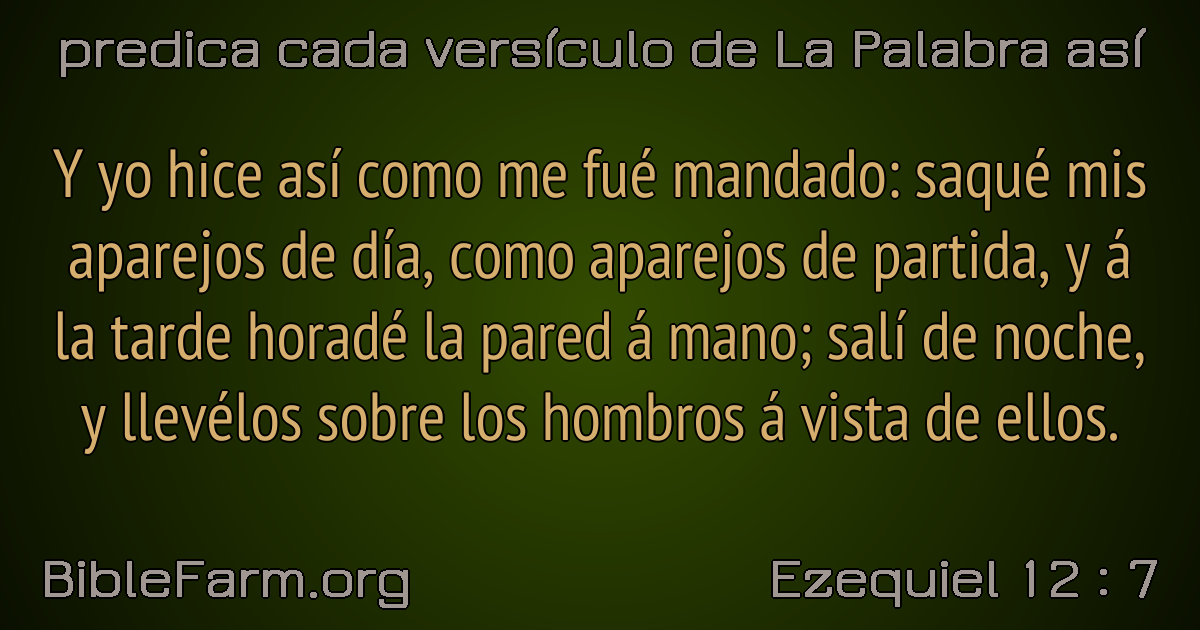 predica cada versículo de La Palabra así
Y yo hice así como me fué mandado: saqué mis
aparejos de día, como aparejos de partida, y á
la tarde horadé la pared á mano; salí de noche,
y llevélos sobre los hombros á vista de ellos.
BibleFarm.org
Ezequiel 12 : 7